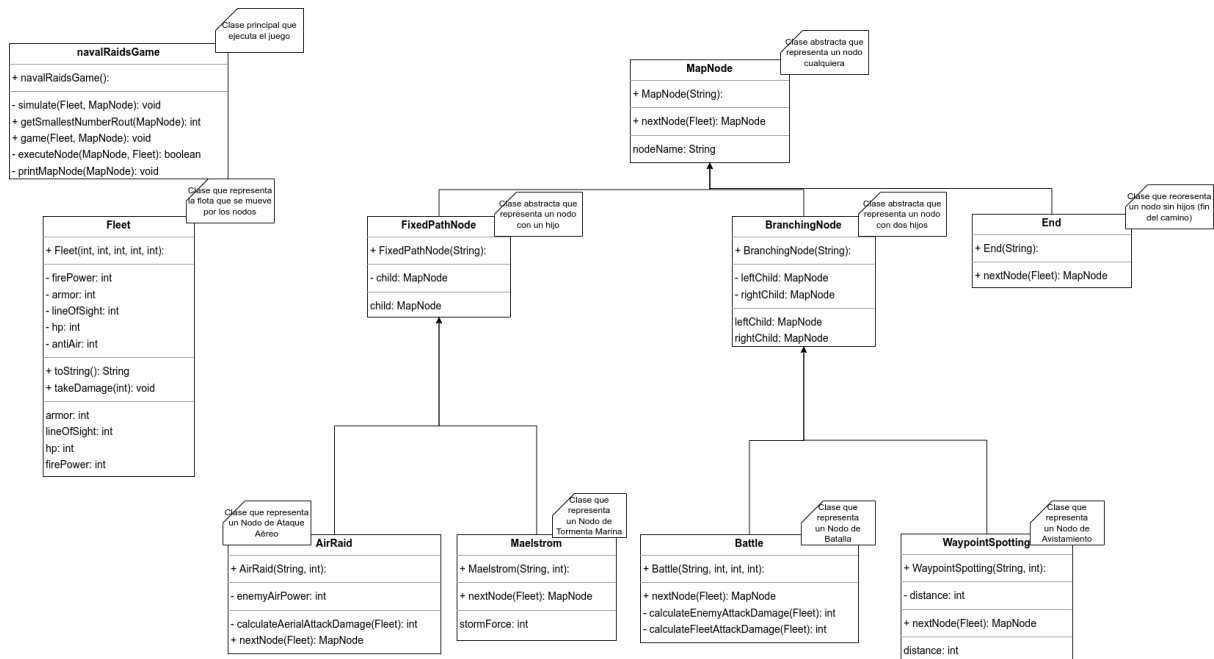 Clase principal que
ejecuta el juego
navalRaidsGame
+ navalRaidsGame():
- simulate(Fleet, MapNode): void
+ getSmallestNumberRout(MapNode): int
+ game(Fleet, MapNode): void
- executeNode(MapNode, Fleet): boolean
- printMapNode(MapNode): void
Clase que representa
la flota que se mueve
por los nodos
Fleet
+ Fleet(int, int, int, int, int):
- firePower: int
- armor: int
- lineOfSight: int
- hp: int
- antiAir: int
+ toString(): String
+ takeDamage(int): void
armor: int
lineOfSight: int
hp: int
firePower: int
Clase abstracta que
representa un nodo
cualquiera
MapNode
+ MapNode(String):
+ nextNode(Fleet): MapNode
nodeName: String
Clase abstracta que
representa un nodo
con un hijo
FixedPathNode
+ FixedPathNode(String):
- child: MapNode
child: MapNode
Clase abstracta que
representa un nodo
con dos hijos
BranchingNode
+ BranchingNode(String):
- leftChild: MapNode
- rightChild: MapNode
leftChild: MapNode
rightChild: MapNode
Clase que reoresenta
un nodo sin hijos (fin
del camino)
End
+ End(String):
+ nextNode(Fleet): MapNode
Clase que representa
un Nodo de Ataque
Aéreo
AirRaid
+ AirRaid(String, int):
- enemyAirPower: int
- calculateAerialAttackDamage(Fleet): int
+ nextNode(Fleet): MapNode
Clase que
representa
un Nodo de
Tormenta Marina
Maelstrom
+ Maelstrom(String, int):
+ nextNode(Fleet): MapNode
stormForce: int
Clase que
representa
un Nodo de
Batalla
Battle
+ Battle(String, int, int, int):
+ nextNode(Fleet): MapNode
- calculateEnemyAttackDamage(Fleet): int
- calculateFleetAttackDamage(Fleet): int
Clase que
representa
un Nodo de
Avistamiento
WaypointSpotting
+ WaypointSpotting(String, int):
- distance: int
+ nextNode(Fleet): MapNode
distance: int